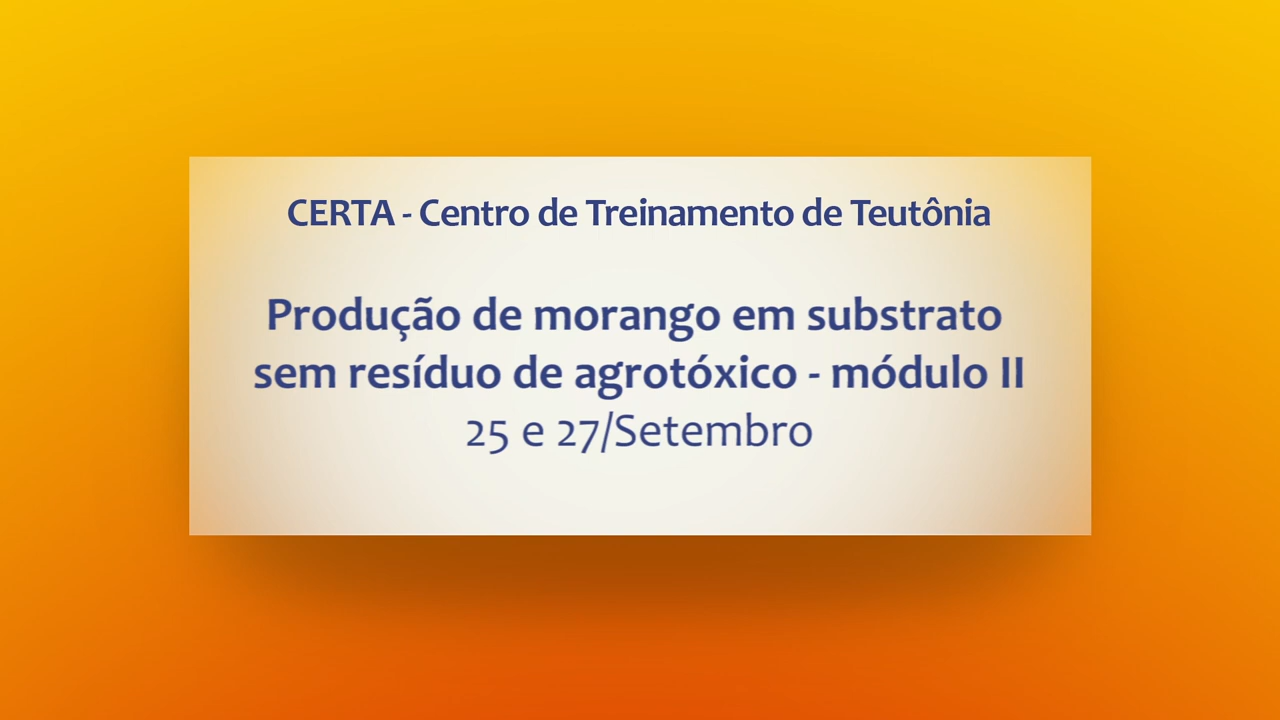 CERTA - Centro de Treinamento de Teutônia
Produção de morango em substrato
sem resíduo de agrotóxico - módulo II
25 e 27/Setembro